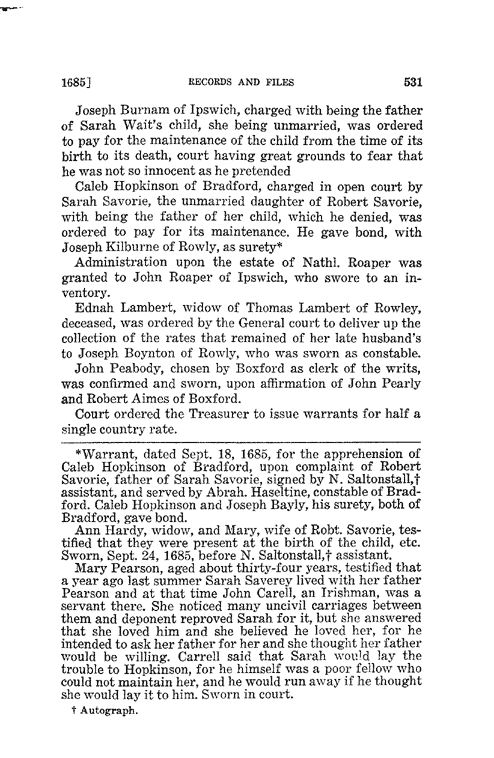 1685] RECORDS AND FILES 531
Joseph Burnam of Ipswich, charged with being the father
of Sarah Wait's child, she being unmarried, was ordered
to pay for the maintenance of the child from the time of its
birth to its death, court having great grounds to fear that
he was not so innocent as he pretended
Caleb Hopkinson of Bradford, charged in open court by
Sarah Savorie, the unmarried daughter of Robert Savorie,
with being the father of her child, which he denied, was
ordered to pay for its maintenance. He gave bond, with
Joseph Kilburne of Rowly, as surety*
Administration upon the estate of Nathl. Roaper was
granted to John Roaper of Ipswich, who swore to an in-
ventory.
Ednah Lambert, widow of Thomas Lambert of Rowley,
deceased, was ordered by the General court to deliver up the
collection of the rates that remained of her late husband's
to Joseph Boynton of Rowly, who was sworn as constable.
John Peabody, chosen by Boxford as clerk of the writs,
was confirmed and sworn, upon affirmation of John Pearly
and Robert Aimes of Boxford.
Court ordered the Treasurer to issue warrants for half a
single country rate.
*Warrant, dated Sept. 18, 1685, for the apprehension of
Caleb Hopkinson of Bradford, upon complaint of Robert
Savorie, father of Sarah Savorie, signed by N. Saltonstall,†
assistant, and served by Abrah. Haseltine, constable of Brad-
ford. Caleb Hopkinson and Joseph Bayly, his surety, both of
Bradford, gave bond.
Ann Hardy, widow, and Mary, wife of Robt. Savorie, tes-
tified that they were present at the birth of the child, etc.
Sworn, Sept. 24, 1685, before N. Saltonstall,† assistant.
Mary Pearson, aged about thirty-four years, testified that
a year ago last summer Sarah Saverey lived with her father
Pearson and at that time John Carell, an Irishman, was a
servant there. She noticed many uncivil carriages between
them and deponent reproved Sarah for it, but she answered
that she loved him and she believed he loved her, for he
intended to ask her father for her and she thought her father
would be willing. Carrell said that Sarah would lay the
trouble to Hopkinson, for he himself was a poor fellow who
could not maintain her, and he would run away if he thought
she would lay it to him. Sworn in court.
† Autograph.